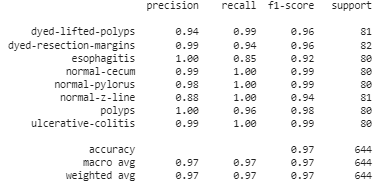 precision recall f1-score support
dyed-lifted-polyps 0.94 0.99 0.96 81
dyed-resection-margins 0.99 0.94 0.96 82
esophagitis 1.00 0.85 0.92 80
normal-cecum 0.99 1.00 0.99 80
normal-pylorus 0.98 1.00 0.99 80
normal-z-line 0.88 1.00 0.94 81
polyps 1.00 0.96 0.98 80
ulcerative-colitis 0.99 1.00 0.99 80
accuracy 0.97 644
macro avg 0.97 0.97 0.97 644
weighted avg 0.97 0.97 0.97 644